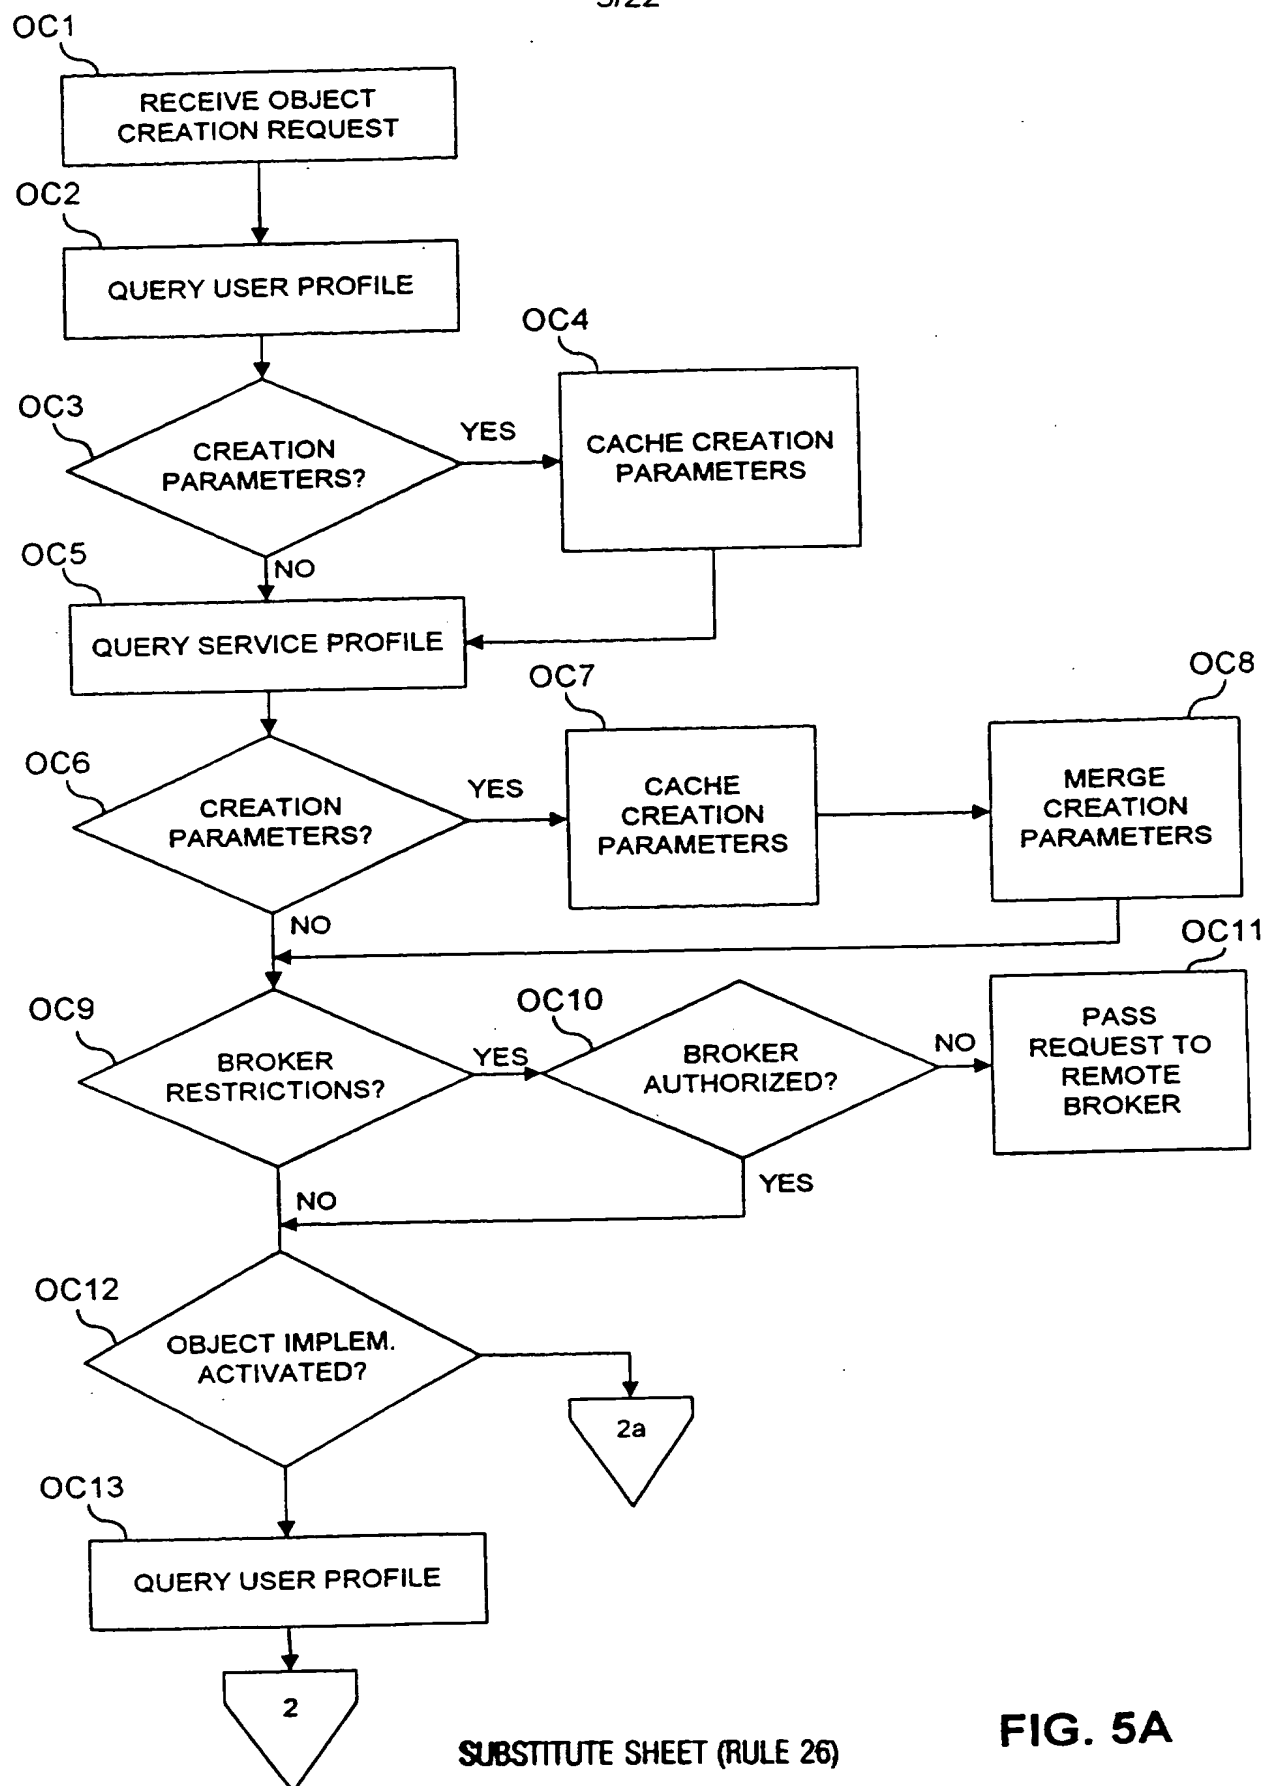 OC1
RECEIVE OBJECT
CREATION REQUEST
OC2
QUERY USER PROFILE
OC3
CREATION
PARAMETERS?
YES
OC4
CACHE CREATION
PARAMETERS
NO
OC5
QUERY SERVICE PROFILE
OC6
CREATION
PARAMETERS?
YES
OC7
CACHE
CREATION
PARAMETERS
OC8
MERGE
CREATION
PARAMETERS
NO
OC9
BROKER
RESTRICTIONS?
YES
OC10
BROKER
AUTHORIZED?
NO
OC11
PASS
REQUEST TO
REMOTE
BROKER
NO
YES
OC12
OBJECT IMPLEM.
ACTIVATED?
2a
OC13
QUERY USER PROFILE
2
SUBSTITUTE SHEET (RULE 26)
FIG. 5A